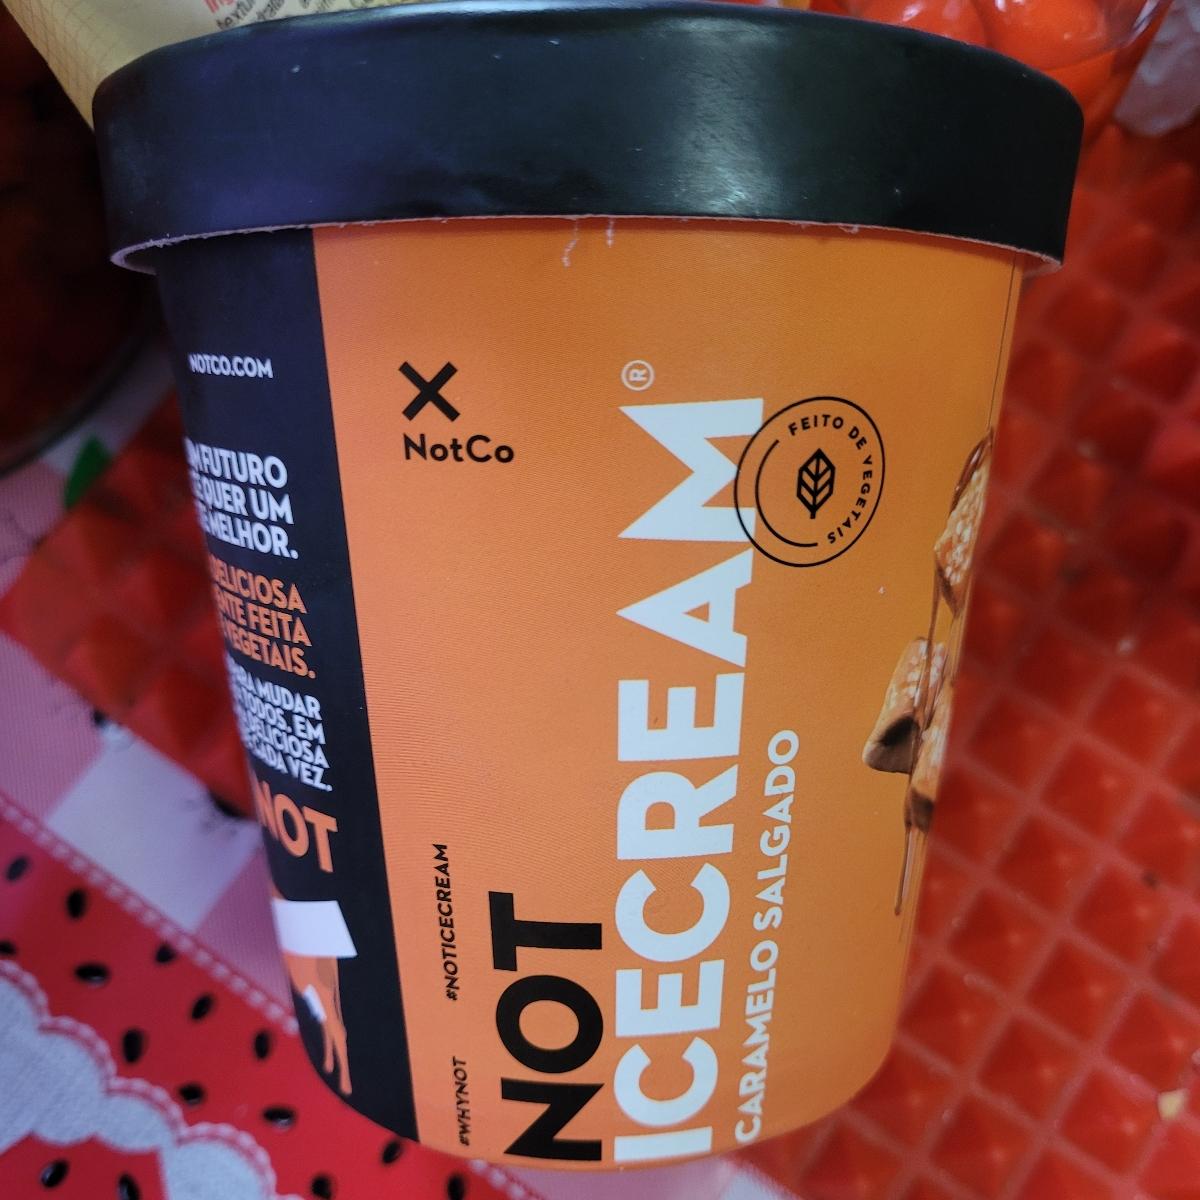 NOTCO.COM
FUTURO
QUER UM
MELHOR.
DELICIOSA
FEITA
VEGETAIS.
MUDAR
TODOS. EM
DELICIOSA
CADA VEZ.
NOT
NotCo
#WHYNOT #NOTICECREAM
NOT
ICECREAM®
CARAMELO SALGADO
FEITO DE VEGETAIS